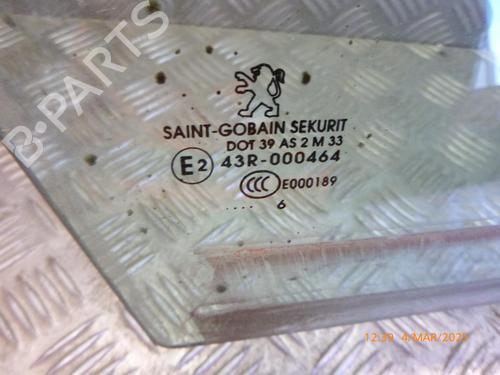 B-PARTS
SAINT-GOBAIN SEKURIT
DOT 39 AS 2 M 33
E2 43R-000464
CCC E000189
..... 6
12:39 4 MAR/2025